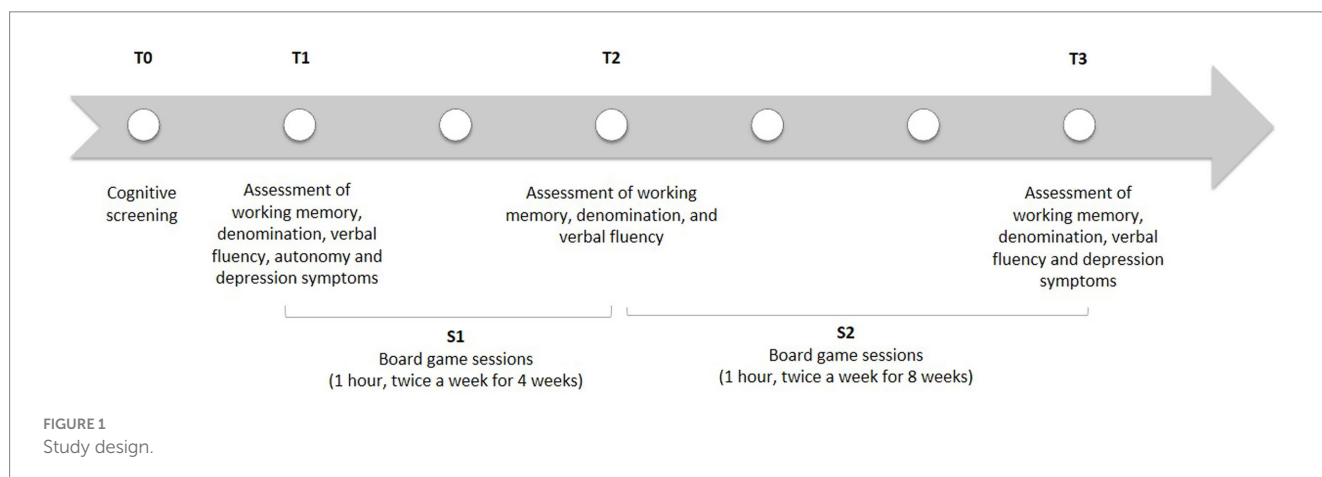 T0
T1
T2
T3
Cognitive
screening
Assessment of
working memory,
denomination, verbal
fluency, autonomy and
depression symptoms
Assessment of working
memory, denomination, and
verbal fluency
Assessment of
working memory,
denomination, verbal
fluency and depression
symptoms
S1
Board game sessions
(1 hour, twice a week for 4 weeks)
S2
Board game sessions
(1 hour, twice a week for 8 weeks)
FIGURE 1
Study design.